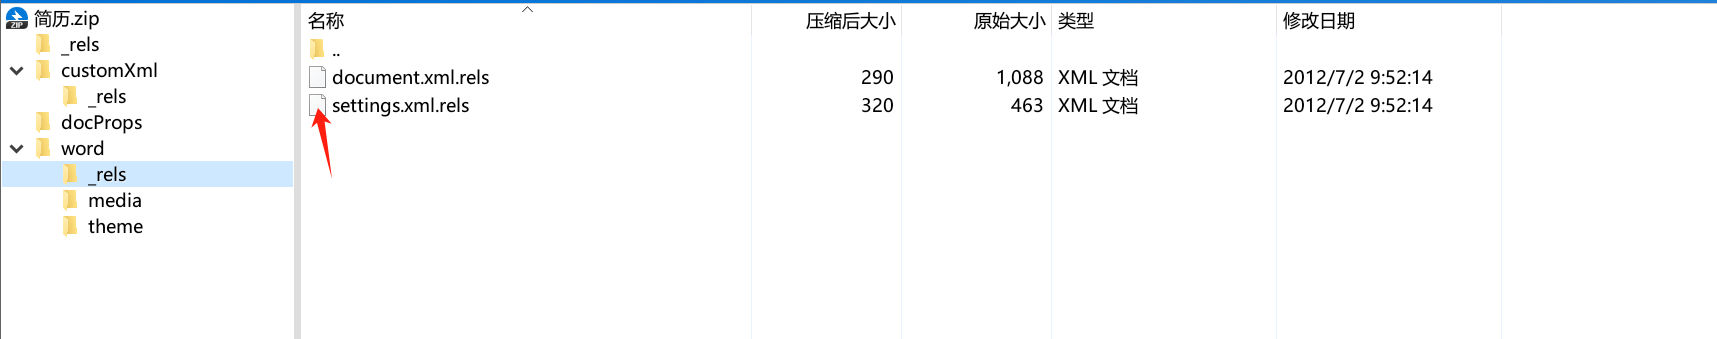 简历.zip
_rels
customXml
_rels
docProps
word
_rels
media
theme
名称 压缩后大小 原始大小 类型 修改日期
..
document.xml.rels 290 1,088 XML 文档 2012/7/2 9:52:14
settings.xml.rels 320 463 XML 文档 2012/7/2 9:52:14